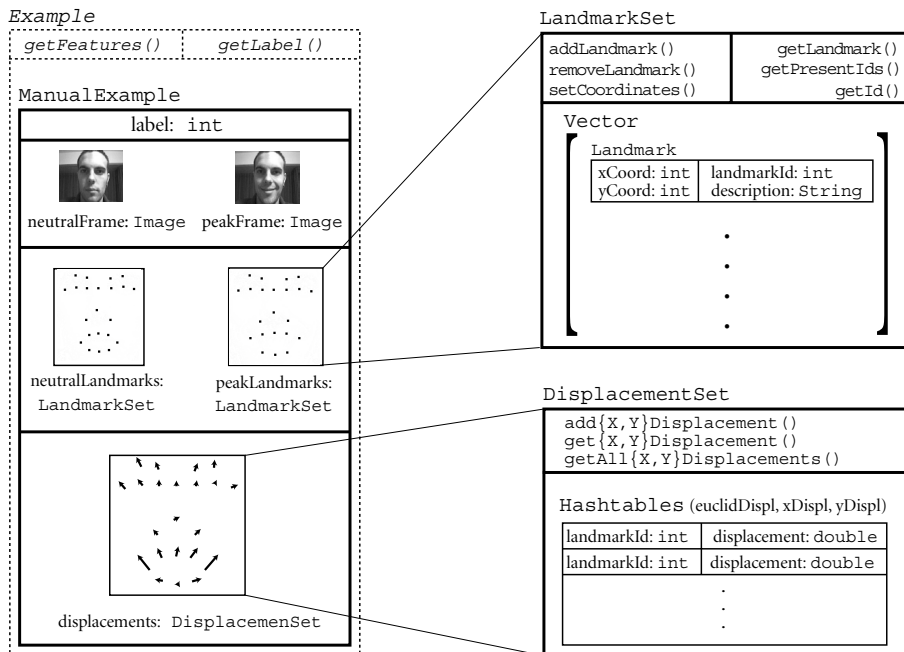 Example
getFeatures() getLabel()
ManualExample
label: int
neutralFrame: Image peakFrame: Image
neutralLandmarks: peakLandmarks:
LandmarkSet LandmarkSet
displacements: DisplacemenSet
LandmarkSet
addLandmark() getLandmark()
removeLandmark() getPresentIds()
setCoordinates() getId()
Vector
Landmark
xCoord: int landmarkId: int
yCoord: int description: String
DisplacementSet
add{X,Y}Displacement()
get{X,Y}Displacement()
getAll{X,Y}Displacements()
Hashtables (euclidDispl, xDispl, yDispl)
landmarkId: int displacement: double
landmarkId: int displacement: double